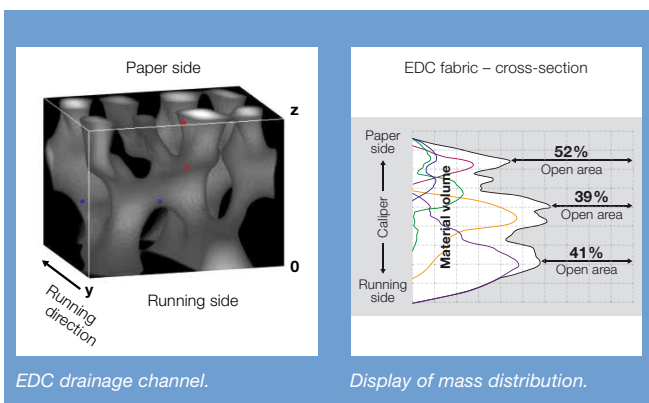 Paper side
z
0
y
Running
direction
Running side
EDC drainage channel.
EDC fabric – cross-section
Paper
side
Caliper
Running
side
Material volume
52%
Open area
39%
Open area
41%
Open area
Display of mass distribution.